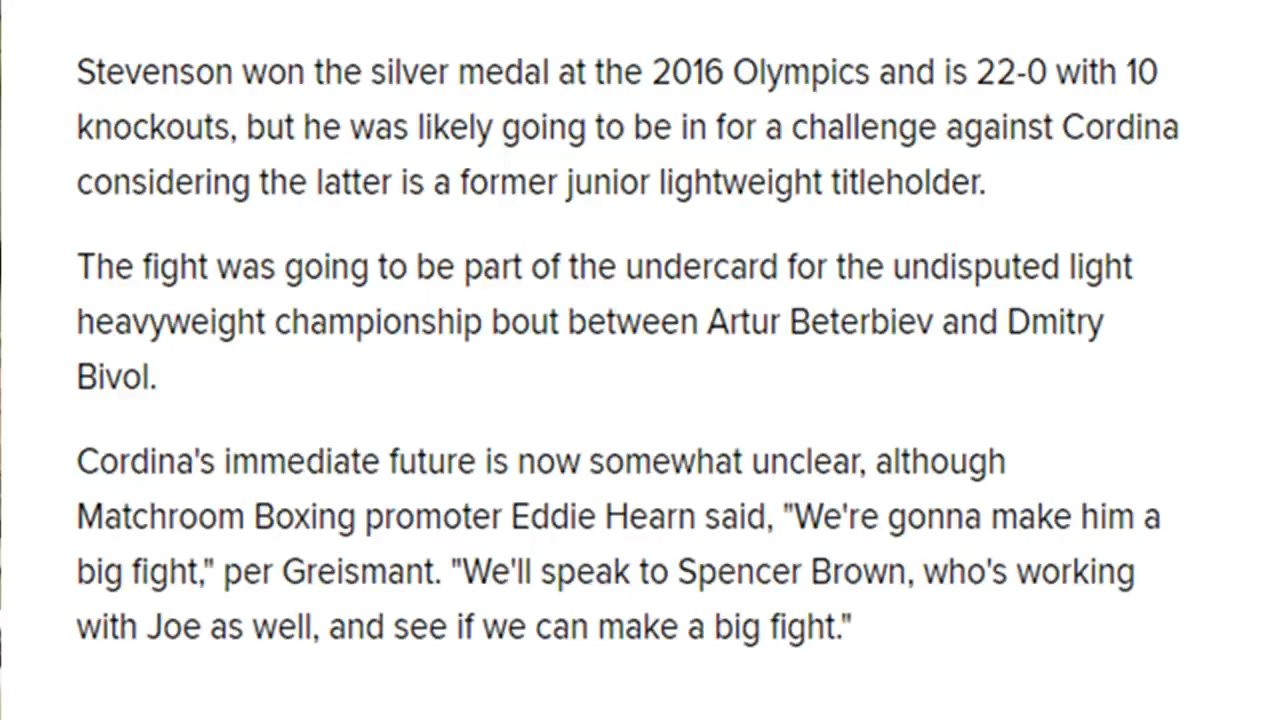 Stevenson won the silver medal at the 2016 Olympics and is 22-0 with 10
knockouts, but he was likely going to be in for a challenge against Cordina
considering the latter is a former junior lightweight titleholder.
The fight was going to be part of the undercard for the undisputed light
heavyweight championship bout between Artur Beterbiev and Dmitry
Bivol.
Cordina's immediate future is now somewhat unclear, although
Matchroom Boxing promoter Eddie Hearn said, "We're gonna make him a
big fight," per Greismant. "We'll speak to Spencer Brown, who's working
with Joe as well, and see if we can make a big fight."